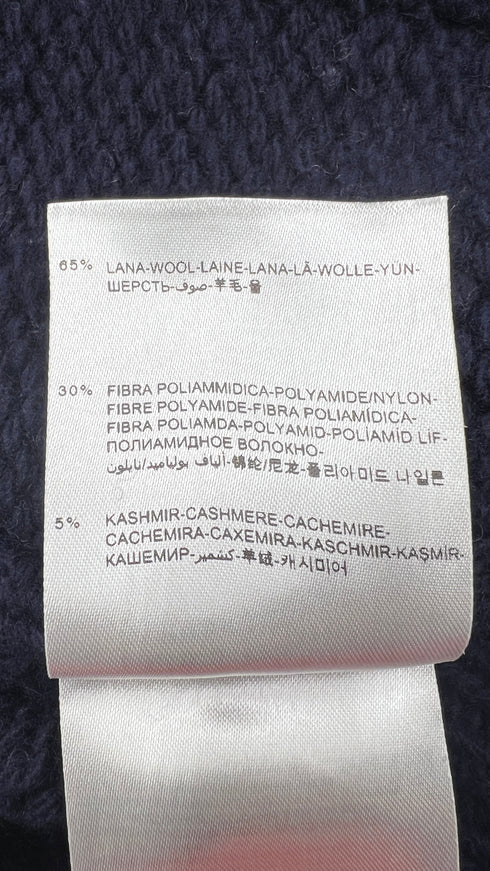 65% LANA-WOOL-LAINE-LANA-LÃ-WOLLE-YÜN-
ШЕРСТЬ-صوف-羊毛-울
30% FIBRA POLIAMMIDICA-POLYAMIDE/NYLON-
FIBRE POLYAMIDE-FIBRA POLIAMÍDICA-
FIBRA POLIAMDA-POLYAMID-POLİAMİD LİF-
ПОЛИАМИДНОЕ ВОЛОКНО-
ألياف بولياميد/نايلون-锦纶/尼龙-폴리아미드 나일론
5% KASHMIR-CASHMERE-CACHEMIRE-
CACHEMIRA-CAXEMIRA-KASCHMIR-KAŞMİR-
КАШЕМИР-كشمير-羊绒-캐시미어